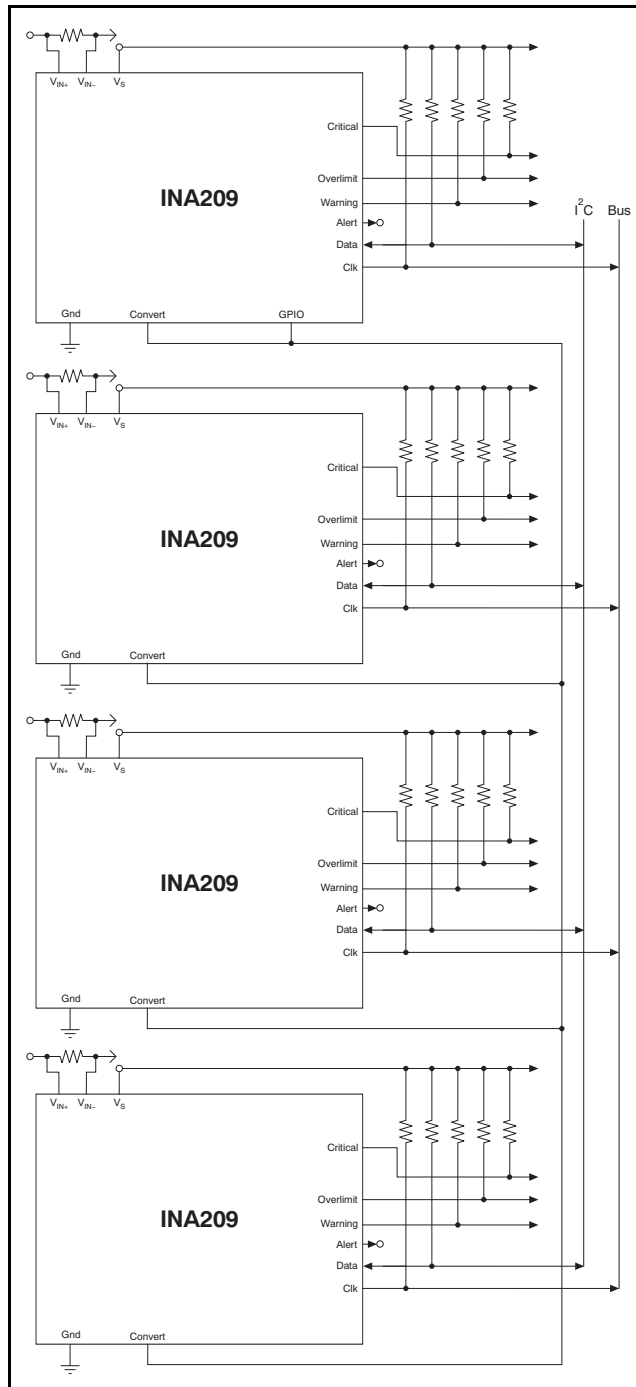 V_IN+ V_IN– V_S
Critical
INA209
Overlimit
Warning
I²C Bus
Alert
Data
Clk
Gnd Convert GPIO
V_IN+ V_IN– V_S
Critical
INA209
Overlimit
Warning
Alert
Data
Clk
Gnd Convert
V_IN+ V_IN– V_S
Critical
INA209
Overlimit
Warning
Alert
Data
Clk
Gnd Convert
V_IN+ V_IN– V_S
Critical
INA209
Overlimit
Warning
Alert
Data
Clk
Gnd Convert